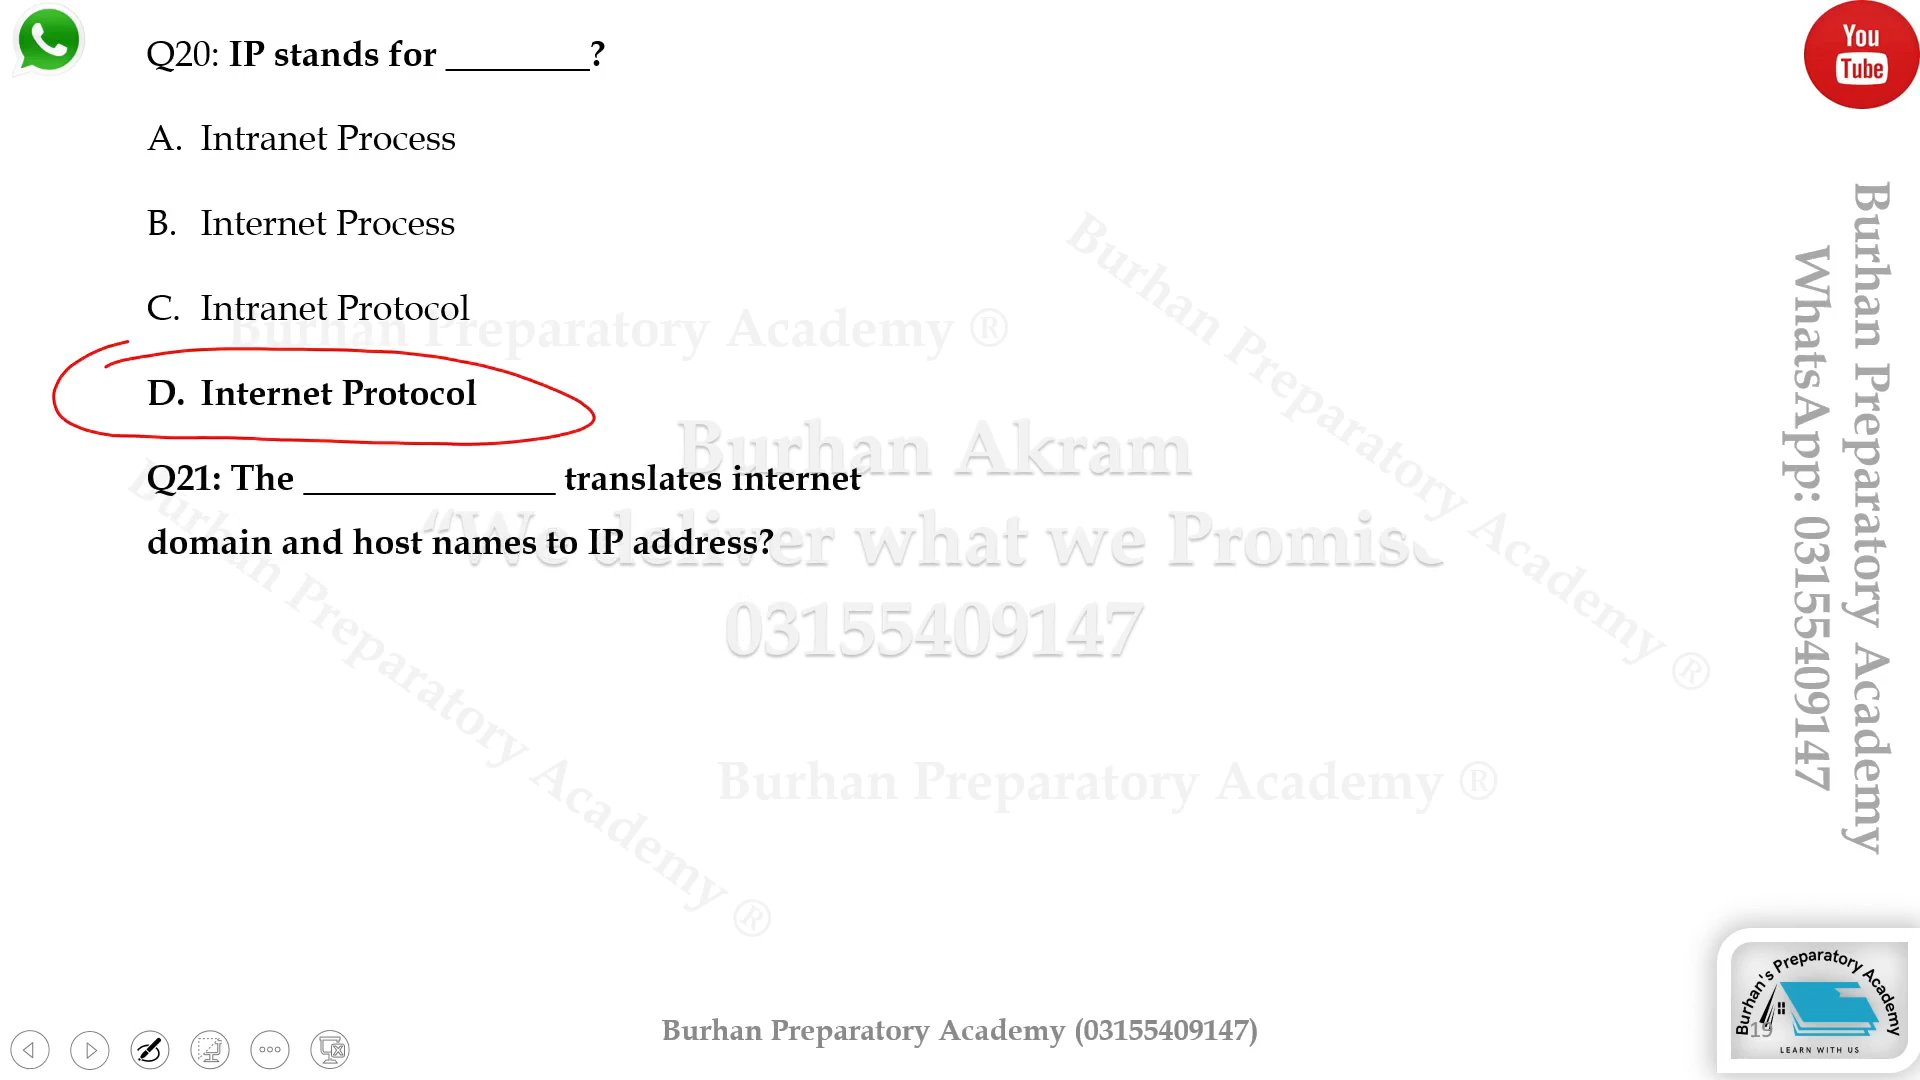 You
Tube
Q20: IP stands for ________?
A. Intranet Process
B. Internet Process
C. Intranet Protocol
D. Internet Protocol
Q21: The ______________ translates internet
domain and host names to IP address?
Burhan Preparatory Academy ®
Burhan Preparatory Academy ®
Burhan Preparatory Academy ®
Burhan Preparatory Academy ®
Burhan Akram
“We deliver what we Promise
03155409147
Burhan Preparatory Academy
WhatsApp: 03155409147
Burhan Preparatory Academy (03155409147)
Burhan's Preparatory Academy
19
LEARN WITH US